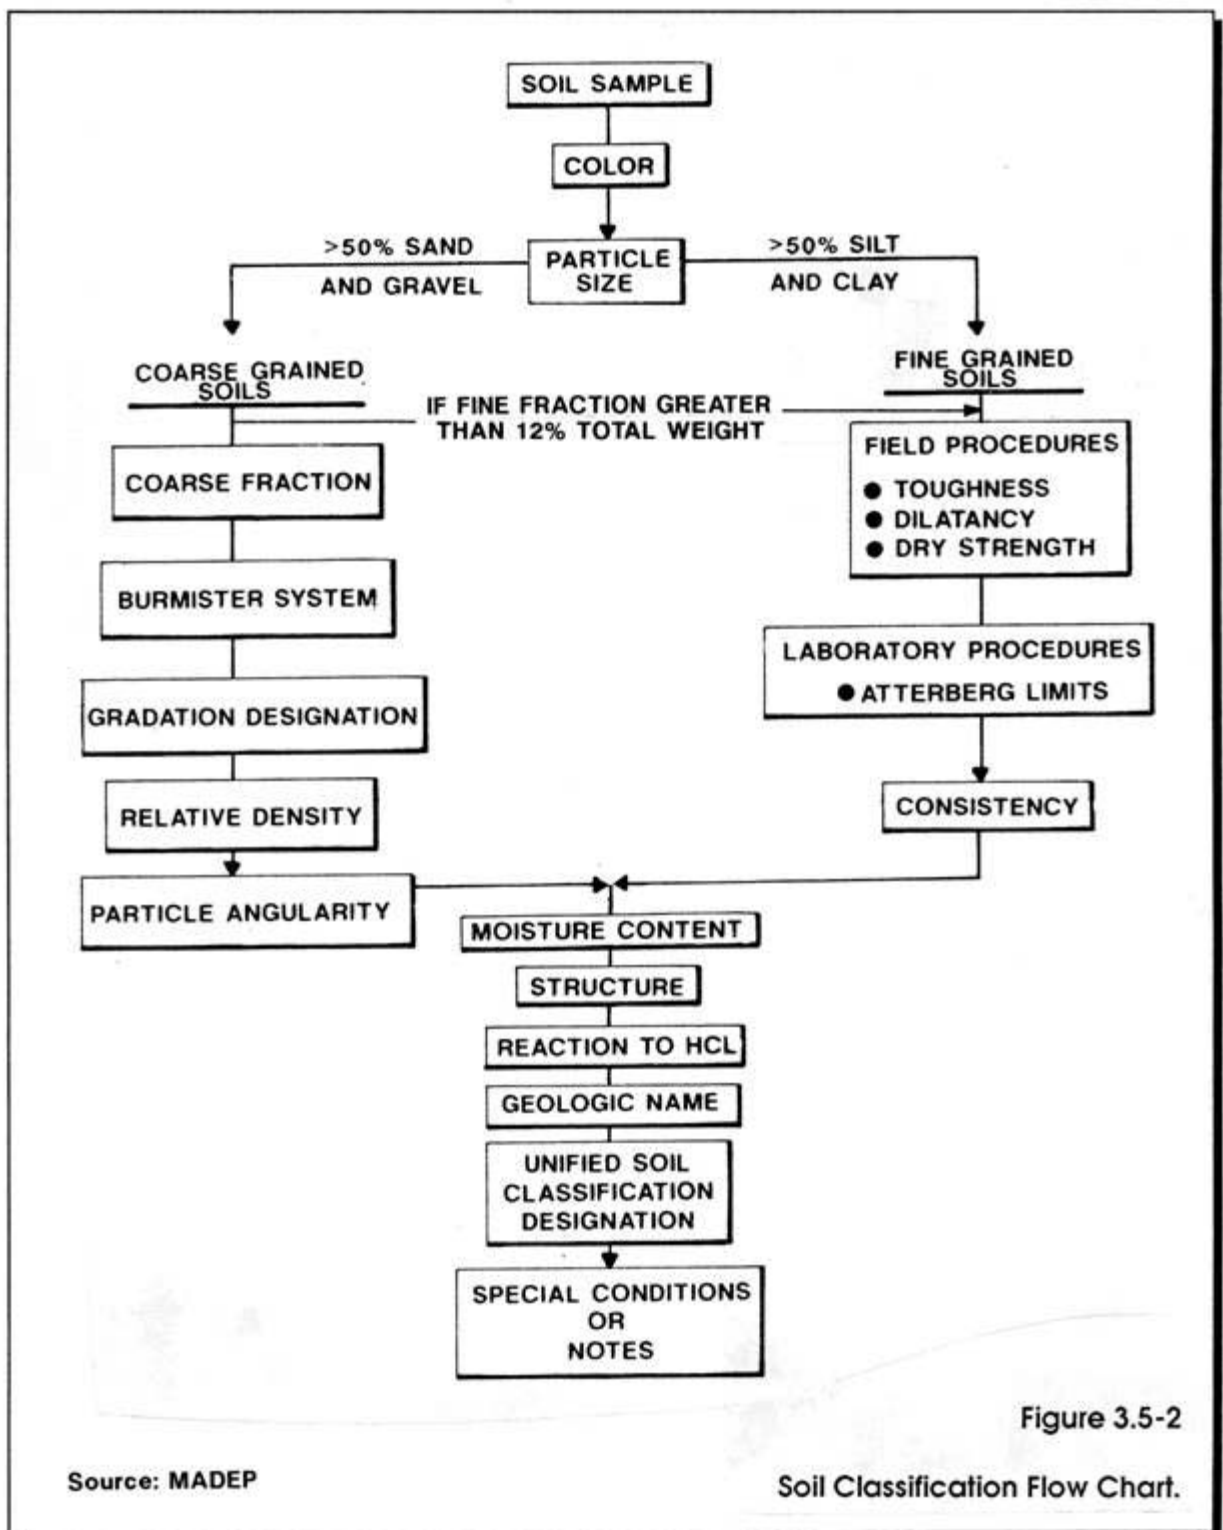 SOIL SAMPLE
COLOR
>50% SAND
AND GRAVEL
PARTICLE
SIZE
>50% SILT
AND CLAY
COARSE GRAINED
SOILS
FINE GRAINED
SOILS
IF FINE FRACTION GREATER
THAN 12% TOTAL WEIGHT
COARSE FRACTION
BURMISTER SYSTEM
GRADATION DESIGNATION
RELATIVE DENSITY
PARTICLE ANGULARITY
FIELD PROCEDURES
● TOUGHNESS
● DILATANCY
● DRY STRENGTH
LABORATORY PROCEDURES
● ATTERBERG LIMITS
CONSISTENCY
MOISTURE CONTENT
STRUCTURE
REACTION TO HCL
GEOLOGIC NAME
UNIFIED SOIL
CLASSIFICATION
DESIGNATION
SPECIAL CONDITIONS
OR
NOTES
Figure 3.5-2
Source: MADEP
Soil Classification Flow Chart.